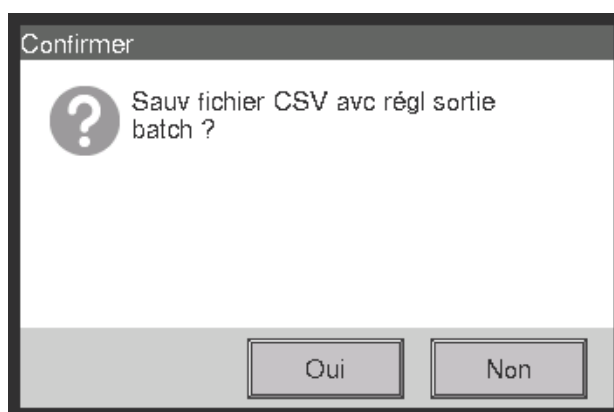 Confirmer
Sauv fichier CSV avc régl sortie
batch ?
Oui
Non